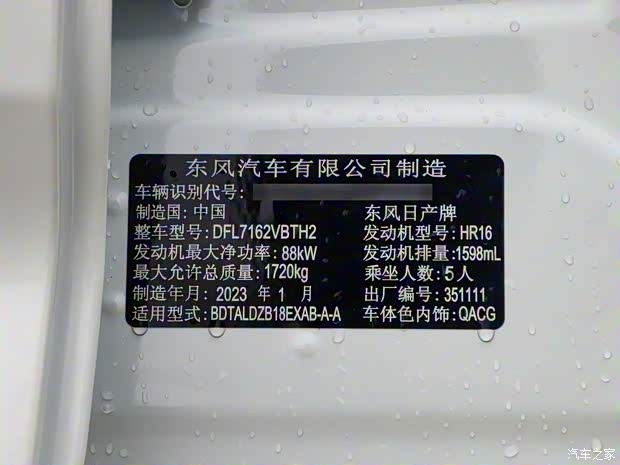 东风汽车有限公司制造
车辆识别代号:
制造国: 中国 东风日产牌
整车型号: DFL7162VBTH2 发动机型号: HR16
发动机最大净功率: 88kW 发动机排量: 1598mL
最大允许总质量: 1720kg 乘坐人数: 5人
制造年月: 2023 年 1 月 出厂编号: 351111
适用型式: BDTALDZB18EXAB-A-A 车体色内饰: QACG
汽车之家